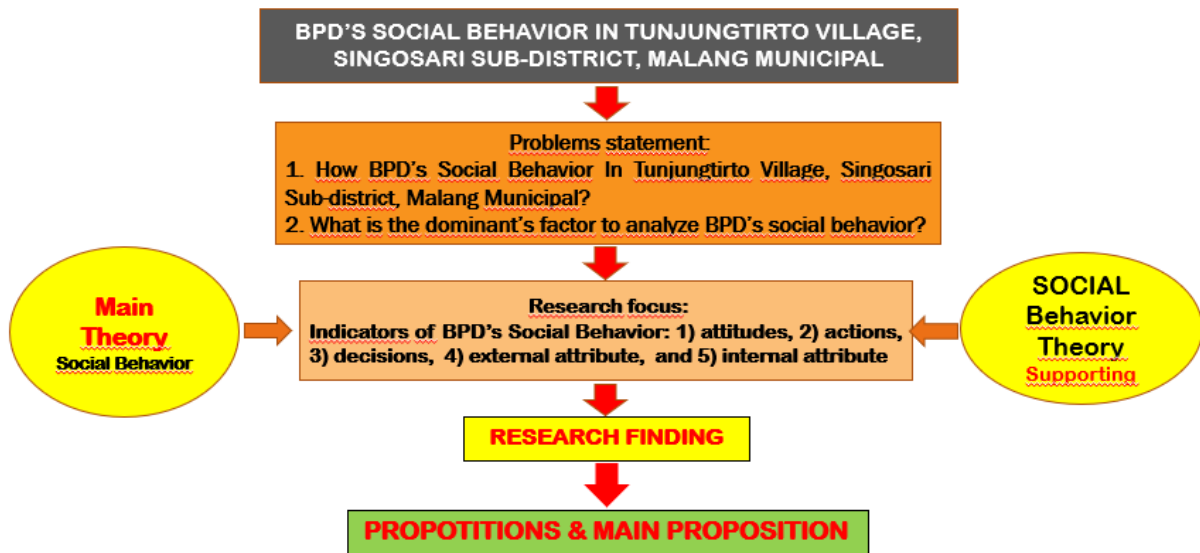 BPD'S SOCIAL BEHAVIOR IN TUNJUNGTIRTO VILLAGE,
SINGOSARI SUB-DISTRICT, MALANG MUNICIPAL
Problems statement:
1. How BPD's Social Behavior In Tunjungtirto Village, Singosari
Sub-district, Malang Municipal?
2. What is the dominant's factor to analyze BPD's social behavior?
Main
Theory
Social Behavior
Research focus:
Indicators of BPD's Social Behavior: 1) attitudes, 2) actions,
3) decisions, 4) external attribute, and 5) internal attribute
SOCIAL
Behavior
Theory
Supporting
RESEARCH FINDING
PROPOTITIONS & MAIN PROPOSITION